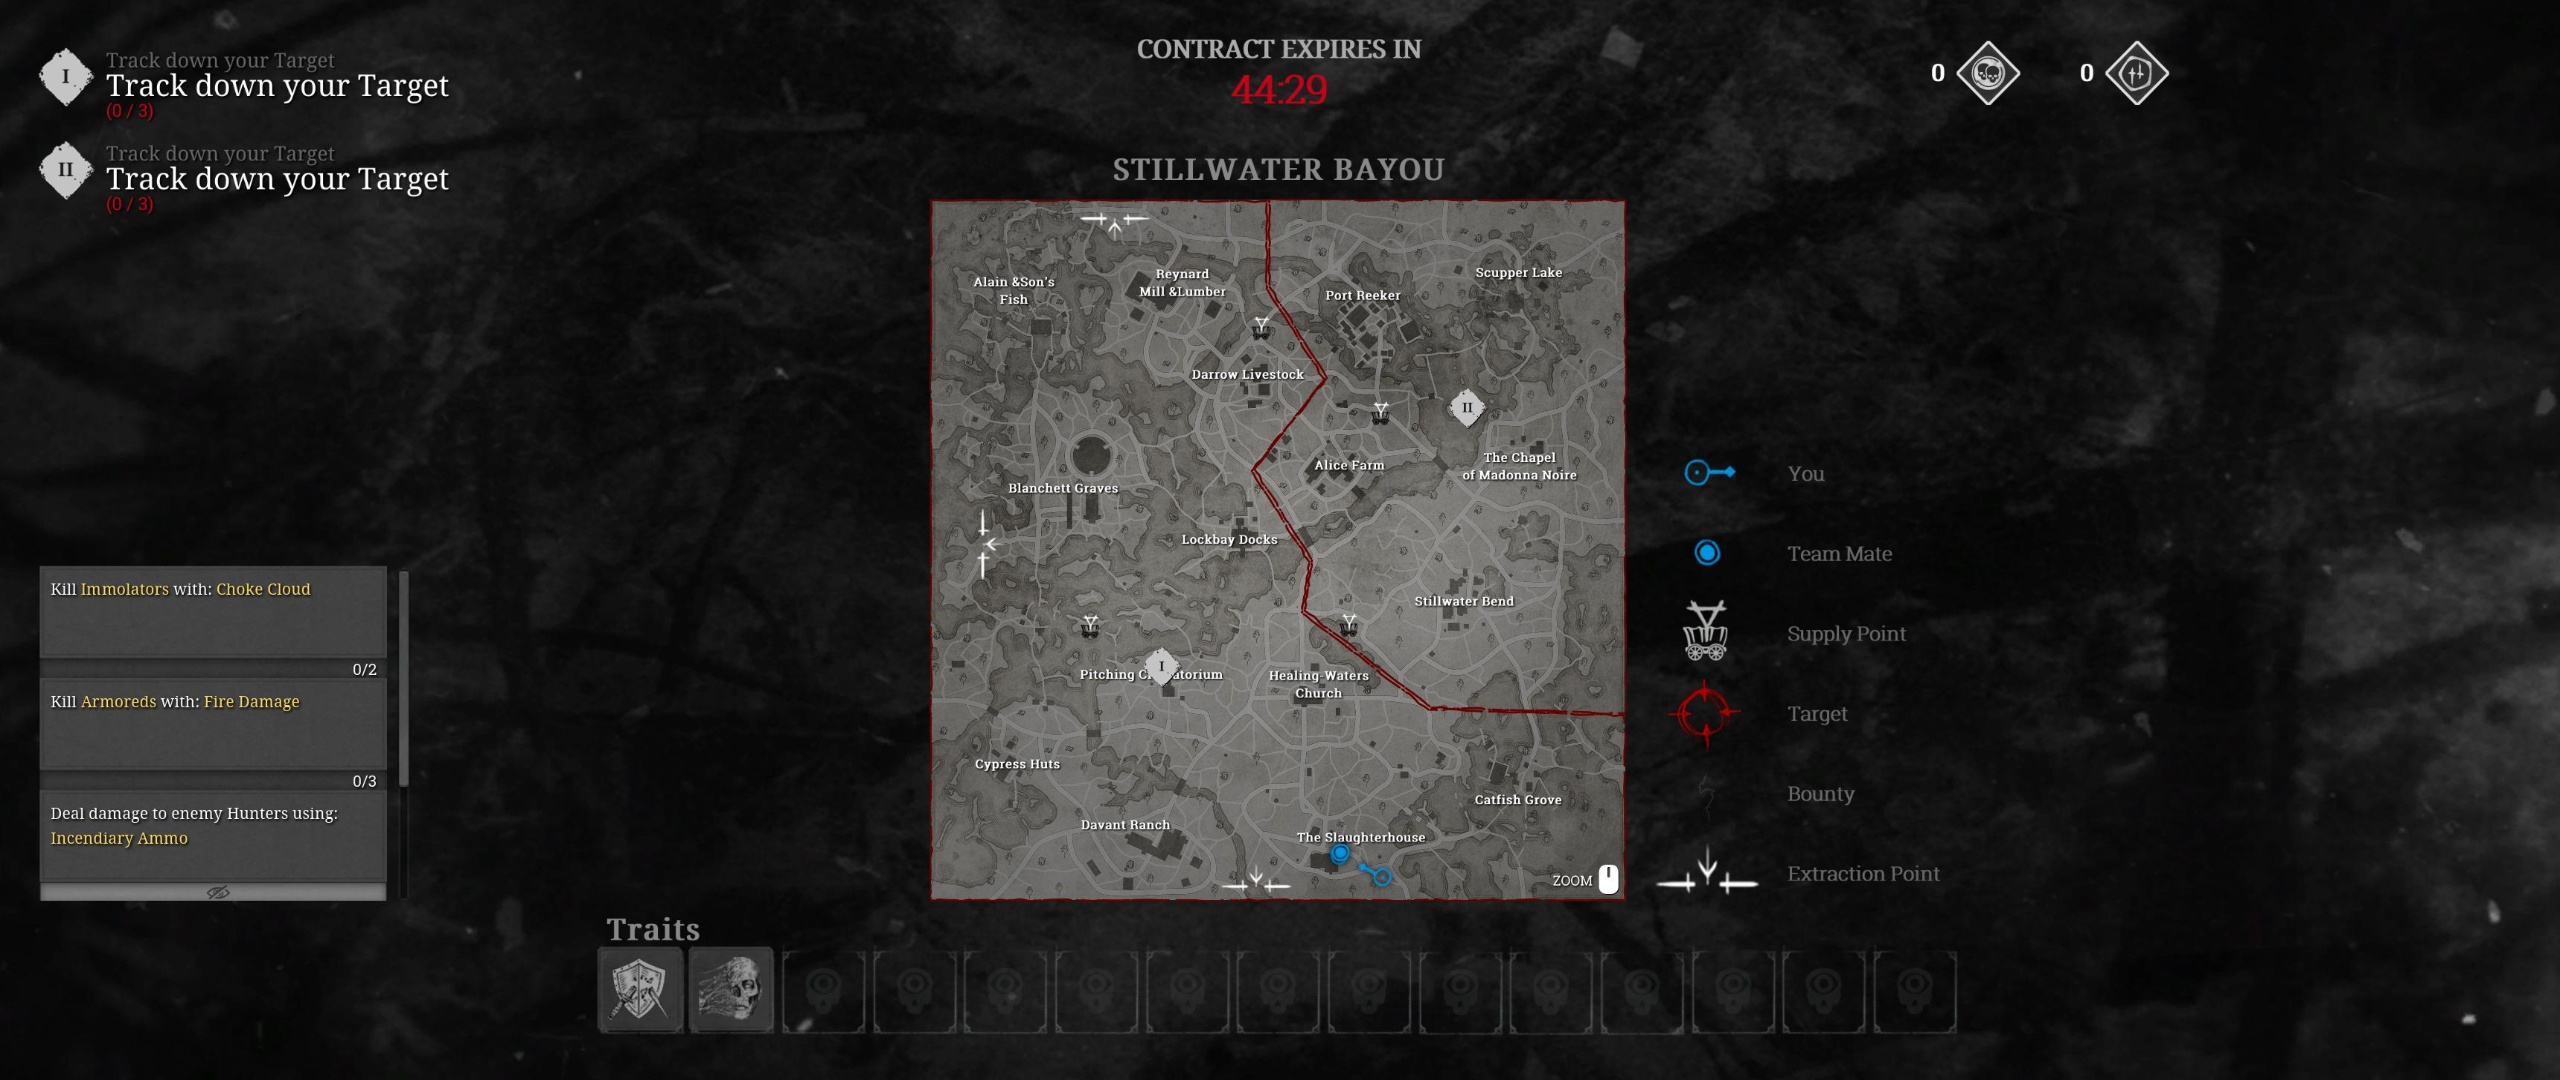 Track down your Target
I
Track down your Target
(0 / 3)
Track down your Target
II
Track down your Target
(0 / 3)
CONTRACT EXPIRES IN
44:29
0
0
STILLWATER BAYOU
Alain &Son's
Fish
Reynard
Mill &Lumber
Port Reeker
Scupper Lake
Darrow Livestock
II
Alice Farm
The Chapel
of Madonna Noire
Blanchett Graves
Lockbay Docks
Stillwater Bend
I
Pitching C atorium
Healing Waters
Church
Cypress Huts
Catfish Grove
Davant Ranch
The Slaughterhouse
ZOOM
You
Team Mate
Supply Point
Target
Bounty
Extraction Point
Kill Immolators with: Choke Cloud
0/2
Kill Armoreds with: Fire Damage
0/3
Deal damage to enemy Hunters using:
Incendiary Ammo
Traits